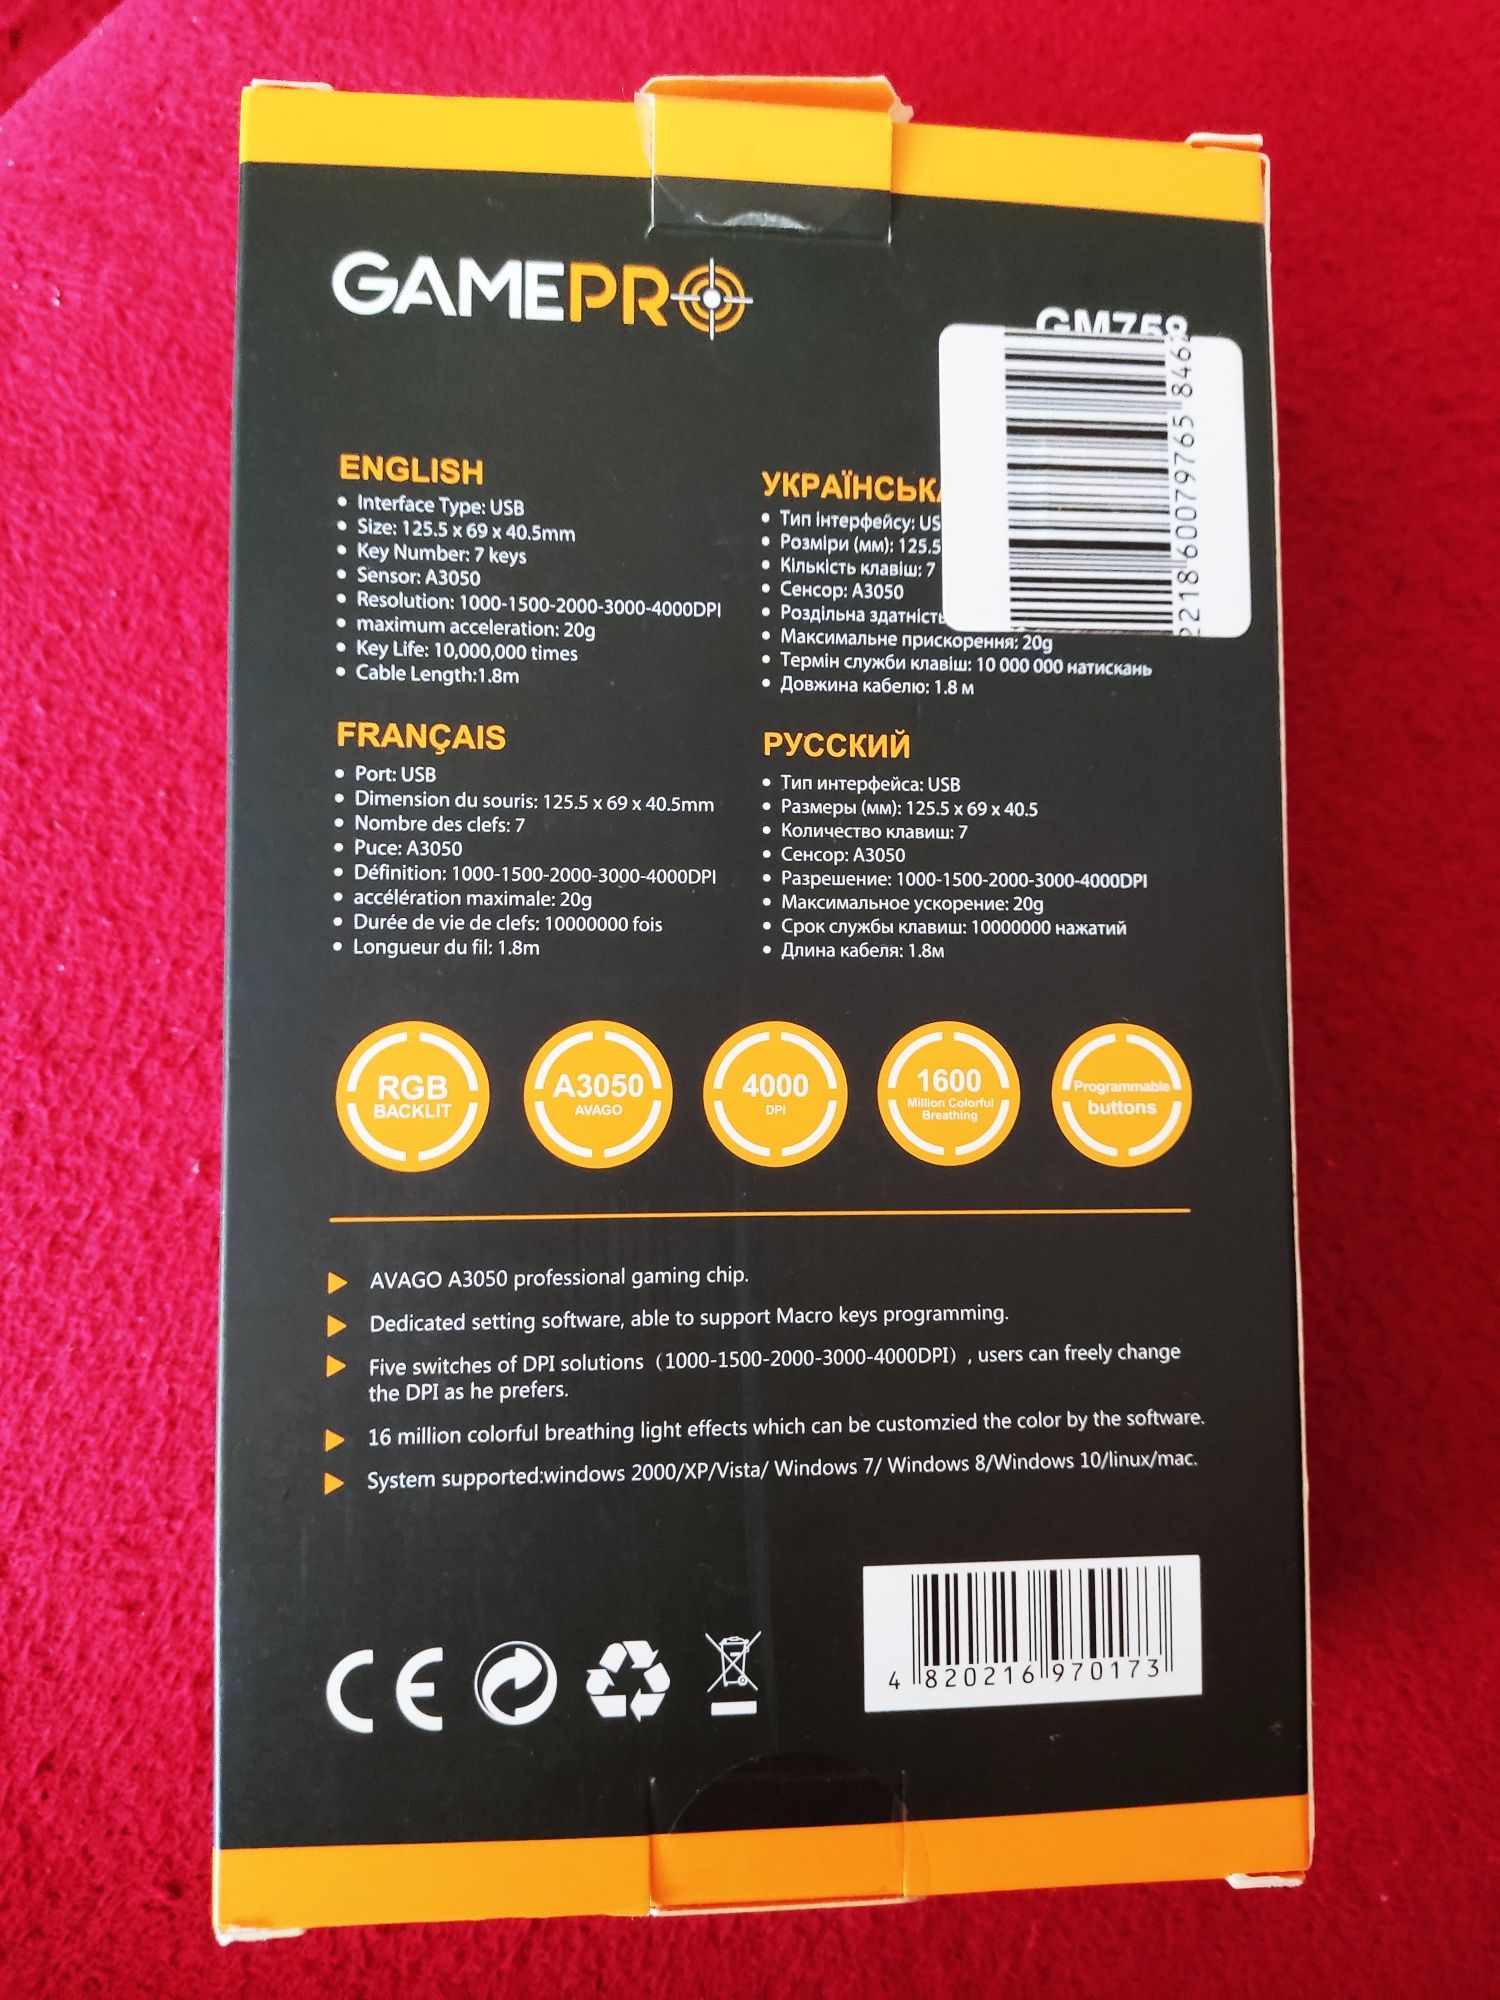 GAMEPRO
ENGLISH
• Interface Type: USB
• Size: 125.5 x 69 x 40.5mm
• Key Number: 7 keys
• Sensor: A3050
• Resolution: 1000-1500-2000-3000-4000DPI
• maximum acceleration: 20g
• Key Life: 10,000,000 times
• Cable Length:1.8m
• Тип інтерфейсу:
• Розміри (мм): 125.5
• Кількість клавіш: 7
• Сенсор: A3050
• Роздільна
• Максимальне прискорення: 20g
• Термін служби клавіш: 10 000 000 натискань
• Довжина кабелю: 1.8 м
FRANÇAIS
• Port: USB
• Dimension du souris: 125.5 x 69 x 40.5mm
• Nombre des clefs: 7
• Puce: A3050
• Définition: 1000-1500-2000-3000-4000DPI
• accélération maximale: 20g
• Durée de vie de clefs: 10000000 fois
• Longueur du fil: 1.8m
РУССКИЙ
• Тип интерфейса: USB
• Размеры (мм): 125.5 x 69 x 40.5
• Количество клавиш: 7
• Сенсор: A3050
• Разрешение: 1000-1500-2000-3000-4000DPI
• Максимальное ускорение: 20g
• Срок службы клавиш: 10000000 нажатий
• Длина кабеля: 1.8м
RGB
BACKLIT
A3050
AVAGO
4000
DPI
1600
Million Colorful
Breathing
Programmable
buttons
AVAGO A3050 professional gaming chip.
Dedicated setting software, able to support Macro keys programming.
Five switches of DPI solutions（1000-1500-2000-3000-4000DPI）, users can freely change
the DPI as he prefers.
16 million colorful breathing light effects which can be customzied the color by the software.
System supported:windows 2000/XP/Vista/ Windows 7/ Windows 8/Windows 10/linux/mac.
CE
4 820216 970173